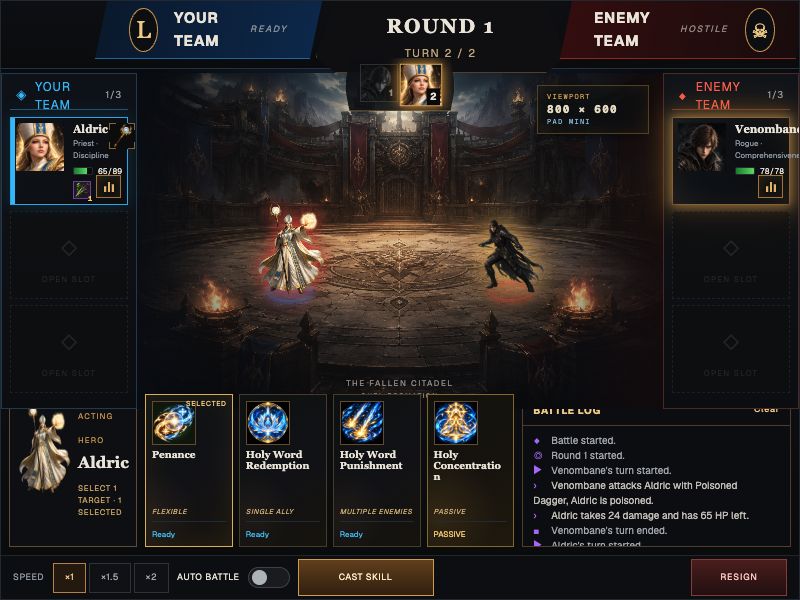 L
YOUR
TEAM
READY
ROUND 1
TURN 2 / 2
ENEMY
TEAM
HOSTILE
2
YOUR
TEAM
1/3
Aldric
Priest ·
Discipline
65/89
1
OPEN SLOT
OPEN SLOT
VIEWPORT
800 × 600
PAD MINI
ENEMY
TEAM
1/3
Venombane
Rogue ·
Comprehensiveness
78/78
OPEN SLOT
OPEN SLOT
THE FALLEN CITADEL
ACTING
HERO
Aldric
SELECT 1
TARGET · 1
SELECTED
SELECTED
Penance
FLEXIBLE
Ready
Holy Word
Redemption
SINGLE ALLY
Ready
Holy Word
Punishment
MULTIPLE ENEMIES
Ready
Holy
Concentratio
n
PASSIVE
PASSIVE
BATTLE LOG
Clear
Battle started.
Round 1 started.
Venombane's turn started.
Venombane attacks Aldric with Poisoned
Dagger, Aldric is poisoned.
Aldric takes 24 damage and has 65 HP left.
Venombane's turn ended.
Aldric's turn started.
SPEED
×1
×1.5
×2
AUTO BATTLE
CAST SKILL
RESIGN